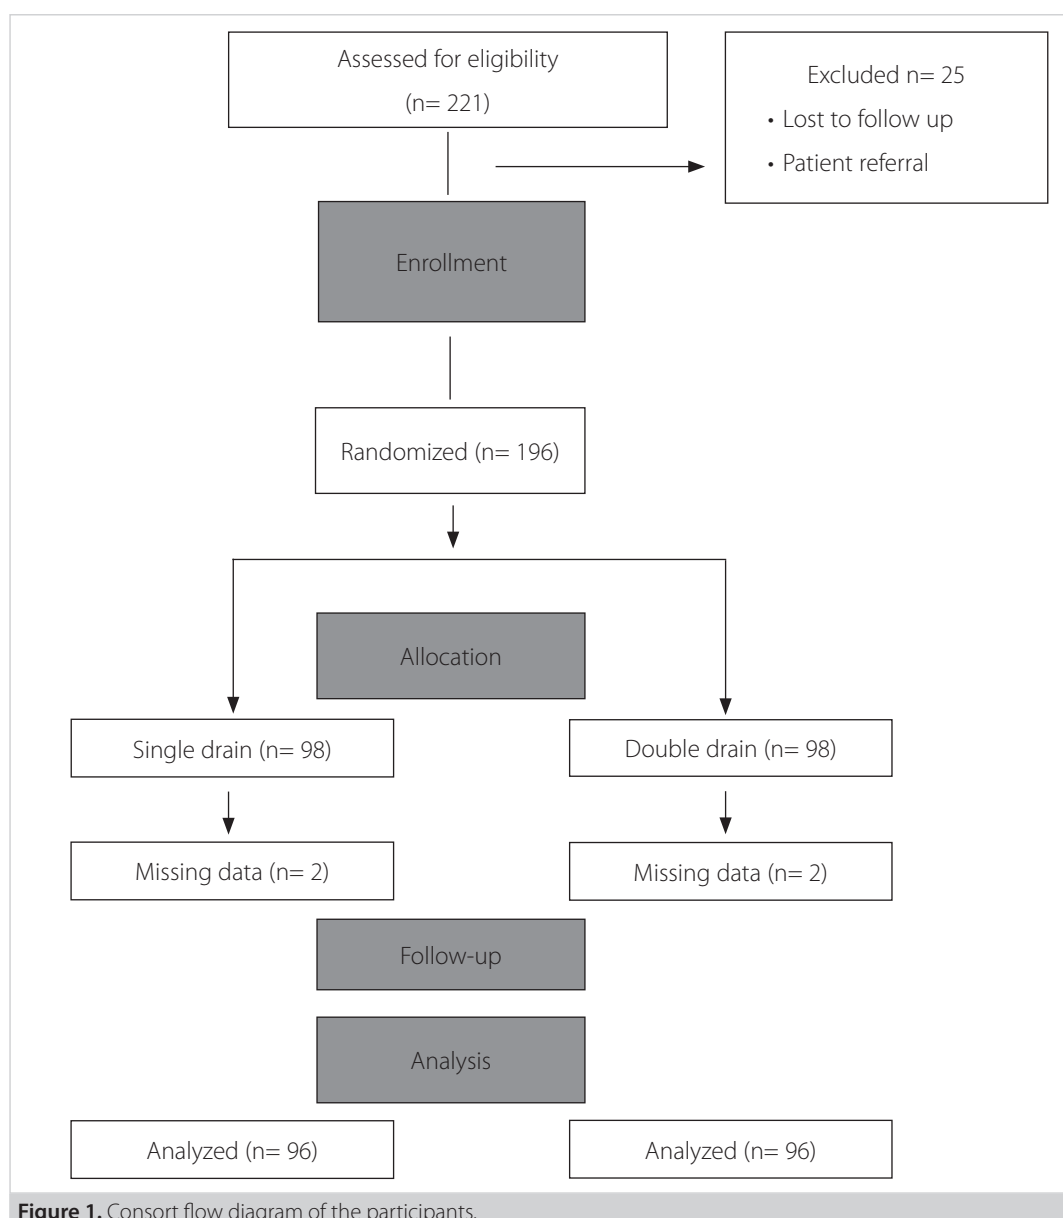 Assessed for eligibility
(n= 221)
Excluded n= 25
• Lost to follow up
• Patient referral
Enrollment
Randomized (n= 196)
Allocation
Single drain (n= 98)
Double drain (n= 98)
Missing data (n= 2)
Missing data (n= 2)
Follow-up
Analysis
Analyzed (n= 96)
Analyzed (n= 96)
Figure 1. Consort flow diagram of the participants.